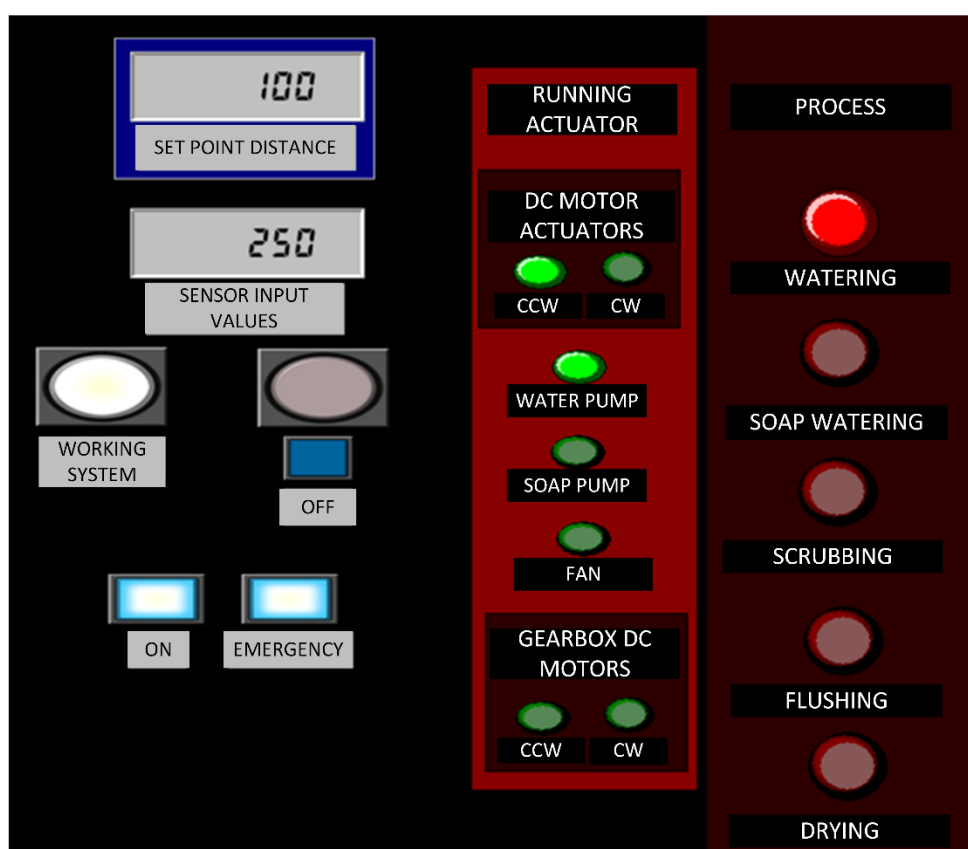 100
SET POINT DISTANCE
250
SENSOR INPUT
VALUES
WORKING
SYSTEM
OFF
ON
EMERGENCY
RUNNING
ACTUATOR
DC MOTOR
ACTUATORS
CCW
CW
WATER PUMP
SOAP PUMP
FAN
GEARBOX DC
MOTORS
CCW
CW
PROCESS
WATERING
SOAP WATERING
SCRUBBING
FLUSHING
DRYING